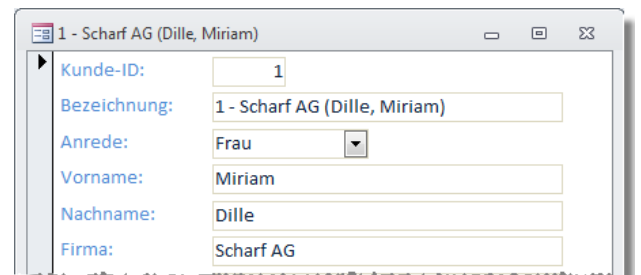 1 - Scharf AG (Dille, Miriam)
Kunde-ID: 1
Bezeichnung: 1 - Scharf AG (Dille, Miriam)
Anrede: Frau
Vorname: Miriam
Nachname: Dille
Firma: Scharf AG